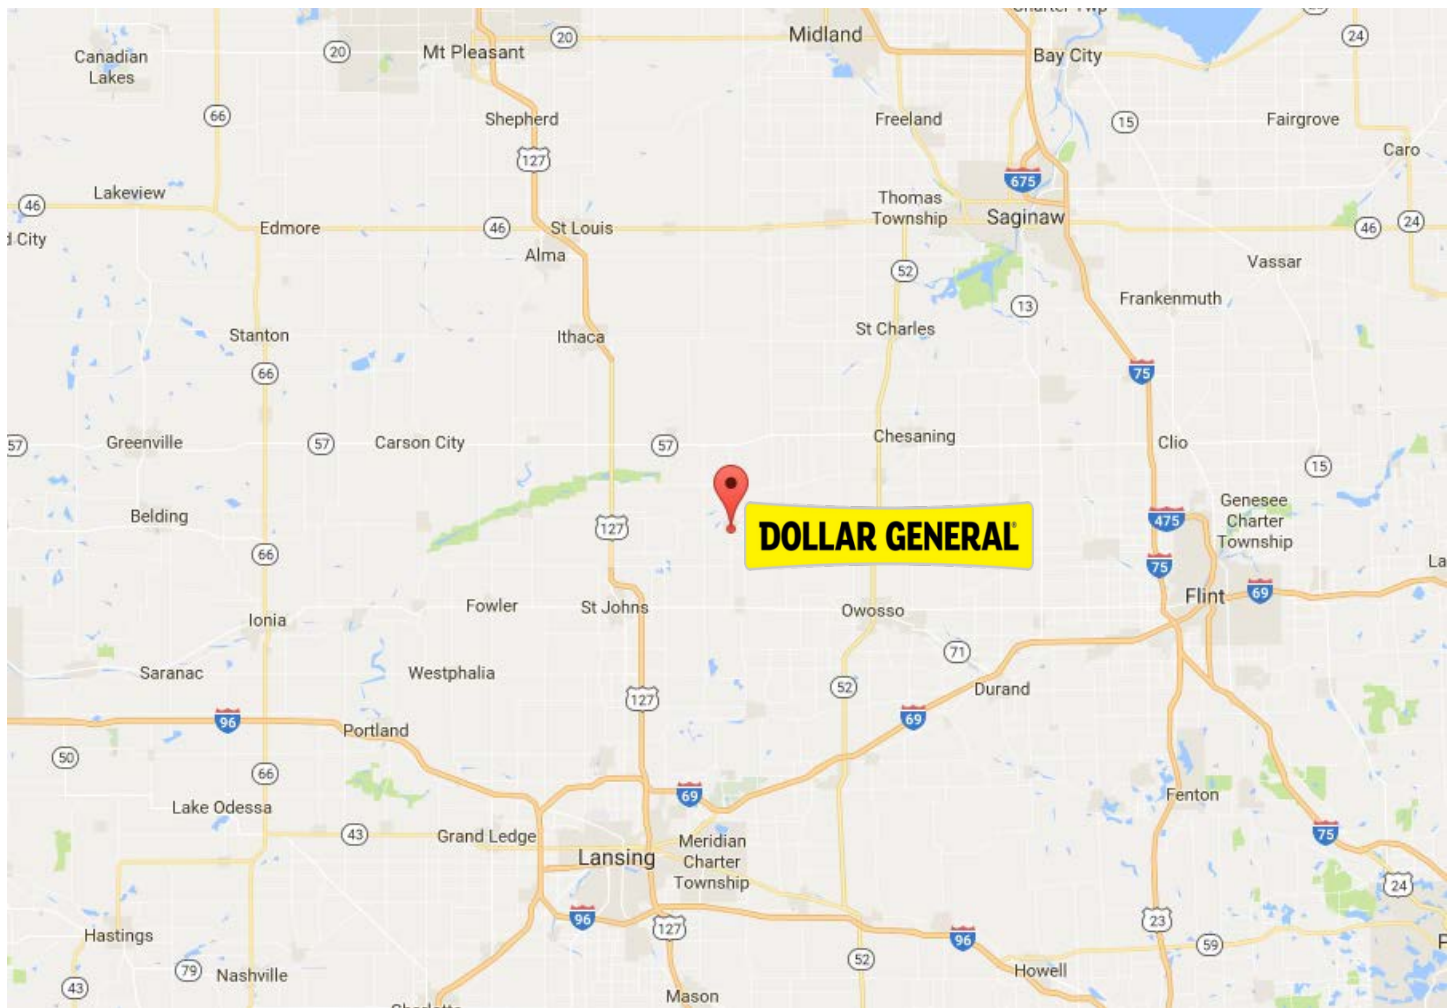 Charter Twp
24
20
Midland
20
Mt Pleasant
Bay City
Canadian
Lakes
66
Shepherd
Freeland
15
Fairgrove
127
Caro
675
Lakeview
46
Thomas
Township
Saginaw
Edmore
46
St Louis
46
24
d City
Alma
52
Vassar
Frankenmuth
13
Stanton
Ithaca
St Charles
66
75
57
Greenville
57
Carson City
57
Chesaning
Clio
15
Belding
127
Genesee
Charter
Township
475
DOLLAR GENERAL®
66
75
La
Fowler
St Johns
Owosso
Flint
69
Ionia
71
Saranac
Westphalia
52
Durand
127
96
Portland
69
50
66
69
Fenton
Lake Odessa
43
Grand Ledge
Meridian
Charter
Township
75
Lansing
24
96
127
23
Hastings
96
59
P
79
Nashville
52
Howell
43
Mason
Charlotte